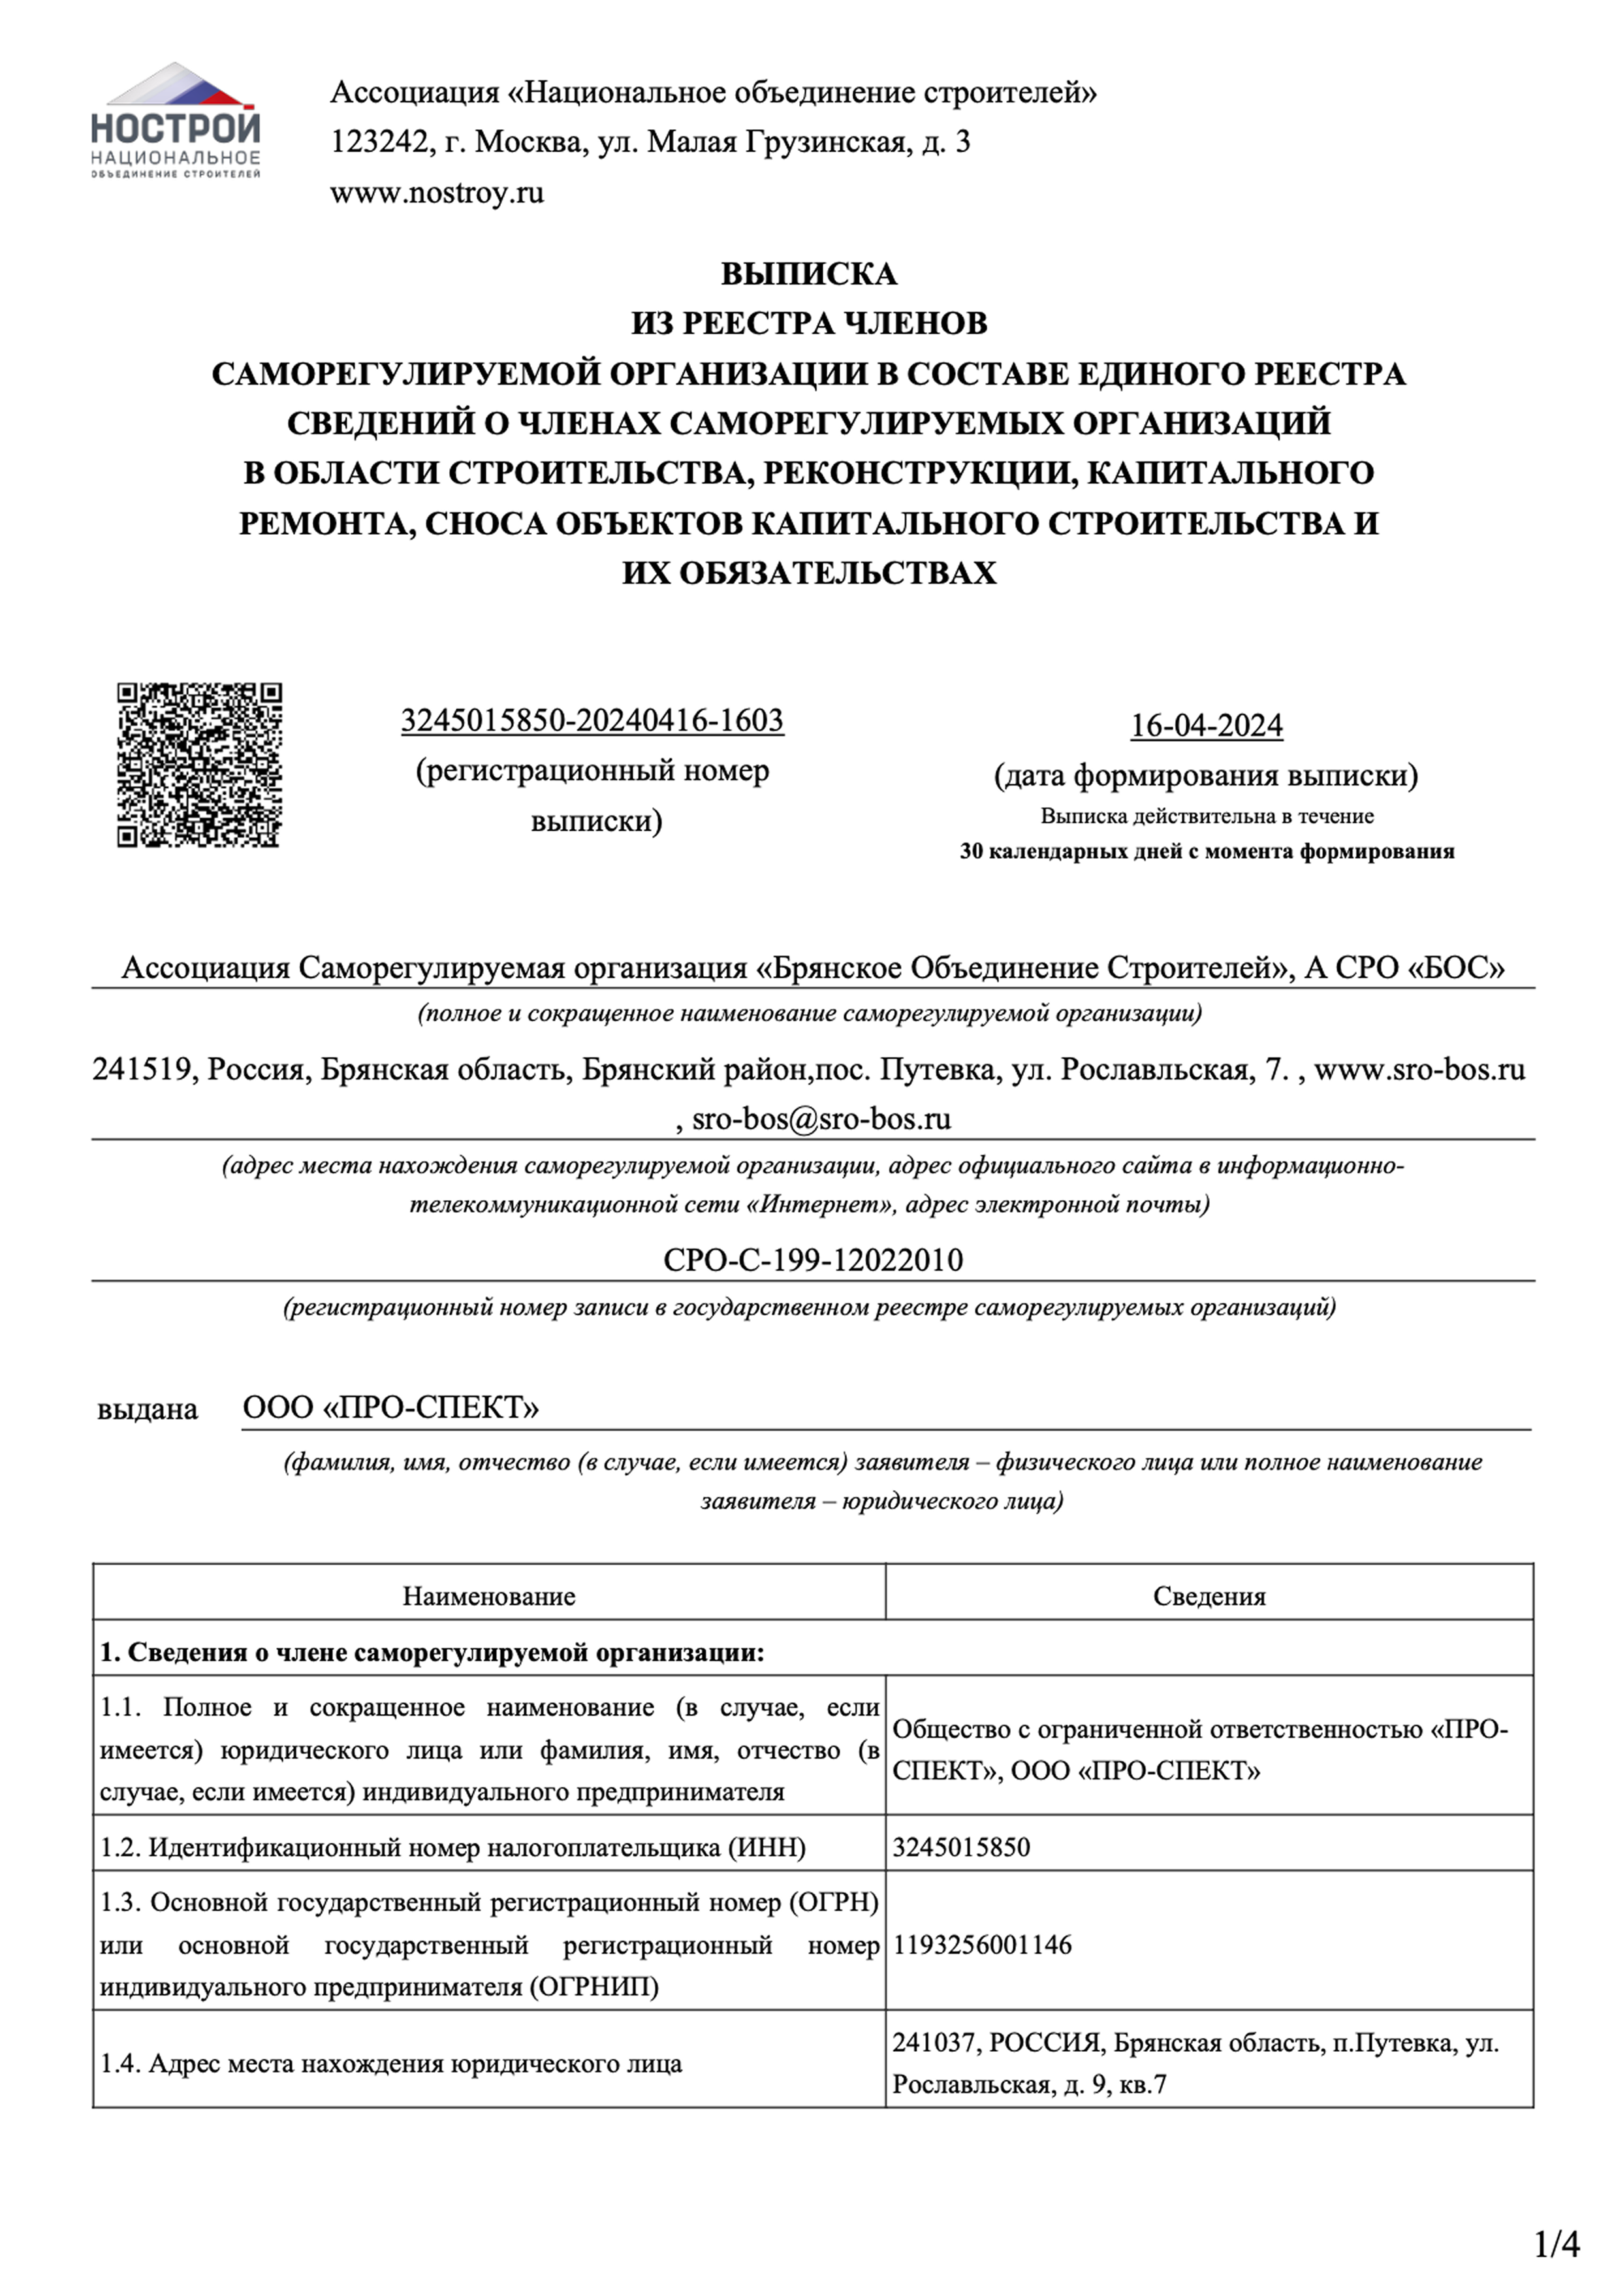 НОСТРОЙ
НАЦИОНАЛЬНОЕ
ОБЪЕДИНЕНИЕ СТРОИТЕЛЕЙ
Ассоциация «Национальное объединение строителей»
123242, г. Москва, ул. Малая Грузинская, д. 3
www.nostroy.ru
ВЫПИСКА
ИЗ РЕЕСТРА ЧЛЕНОВ
САМОРЕГУЛИРУЕМОЙ ОРГАНИЗАЦИИ В СОСТАВЕ ЕДИНОГО РЕЕСТРА
СВЕДЕНИЙ О ЧЛЕНАХ САМОРЕГУЛИРУЕМЫХ ОРГАНИЗАЦИЙ
В ОБЛАСТИ СТРОИТЕЛЬСТВА, РЕКОНСТРУКЦИИ, КАПИТАЛЬНОГО
РЕМОНТА, СНОСА ОБЪЕКТОВ КАПИТАЛЬНОГО СТРОИТЕЛЬСТВА И
ИХ ОБЯЗАТЕЛЬСТВАХ
3245015850-20240416-1603
(регистрационный номер
выписки)
16-04-2024
(дата формирования выписки)
Выписка действительна в течение
30 календарных дней с момента формирования
Ассоциация Саморегулируемая организация «Брянское Объединение Строителей», А СРО «БОС»
(полное и сокращенное наименование саморегулируемой организации)
241519, Россия, Брянская область, Брянский район,пос. Путевка, ул. Рославльская, 7. , www.sro-bos.ru
, sro-bos@sro-bos.ru
(адрес места нахождения саморегулируемой организации, адрес официального сайта в информационно-
телекоммуникационной сети «Интернет», адрес электронной почты)
СРО-С-199-12022010
(регистрационный номер записи в государственном реестре саморегулируемых организаций)
выдана ООО «ПРО-СПЕКТ»
(фамилия, имя, отчество (в случае, если имеется) заявителя – физического лица или полное наименование
заявителя – юридического лица)
Наименование
Сведения
1. Сведения о члене саморегулируемой организации:
1.1. Полное и сокращенное наименование (в случае, если
имеется) юридического лица или фамилия, имя, отчество (в
случае, если имеется) индивидуального предпринимателя
Общество с ограниченной ответственностью «ПРО-
СПЕКТ», ООО «ПРО-СПЕКТ»
1.2. Идентификационный номер налогоплательщика (ИНН)
3245015850
1.3. Основной государственный регистрационный номер (ОГРН)
или основной государственный регистрационный номер
индивидуального предпринимателя (ОГРНИП)
1193256001146
1.4. Адрес места нахождения юридического лица
241037, РОССИЯ, Брянская область, п.Путевка, ул.
Рославльская, д. 9, кв.7
1/4